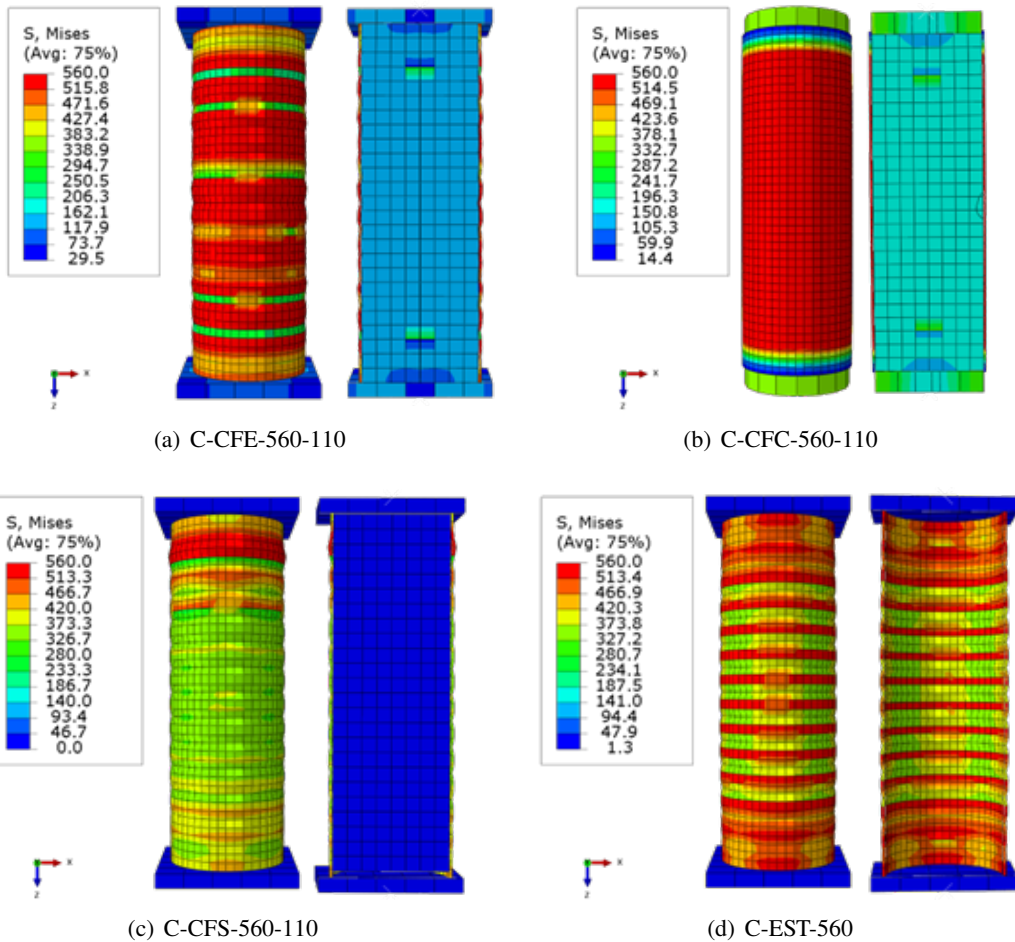 S, Mises
(Avg: 75%)
560.0
515.8
471.6
427.4
383.2
338.9
294.7
250.5
206.3
162.1
117.9
73.7
29.5
x
z
(a) C-CFE-560-110
S, Mises
(Avg: 75%)
560.0
514.5
469.1
423.6
378.1
332.7
287.2
241.7
196.3
150.8
105.3
59.9
14.4
x
z
(b) C-CFC-560-110
S, Mises
(Avg: 75%)
560.0
513.3
466.7
420.0
373.3
326.7
280.0
233.3
186.7
140.0
93.4
46.7
0.0
x
z
(c) C-CFS-560-110
S, Mises
(Avg: 75%)
560.0
513.4
466.9
420.3
373.8
327.2
280.7
234.1
187.5
141.0
94.4
47.9
1.3
x
z
(d) C-EST-560